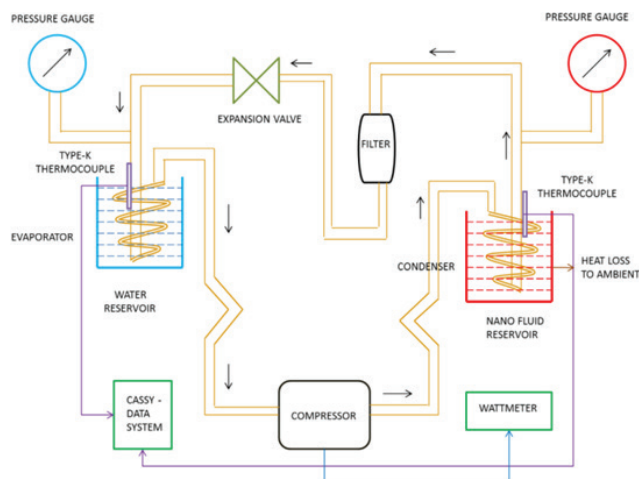 PRESSURE GAUGE
PRESSURE GAUGE
EXPANSION VALVE
FILTER
TYPE-K
THERMOCOUPLE
TYPE-K
THERMOCOUPLE
EVAPORATOR
CONDENSER
HEAT LOSS
TO AMBIENT
WATER
RESERVOIR
NANO FLUID
RESERVOIR
CASSY -
DATA
SYSTEM
COMPRESSOR
WATTMETER